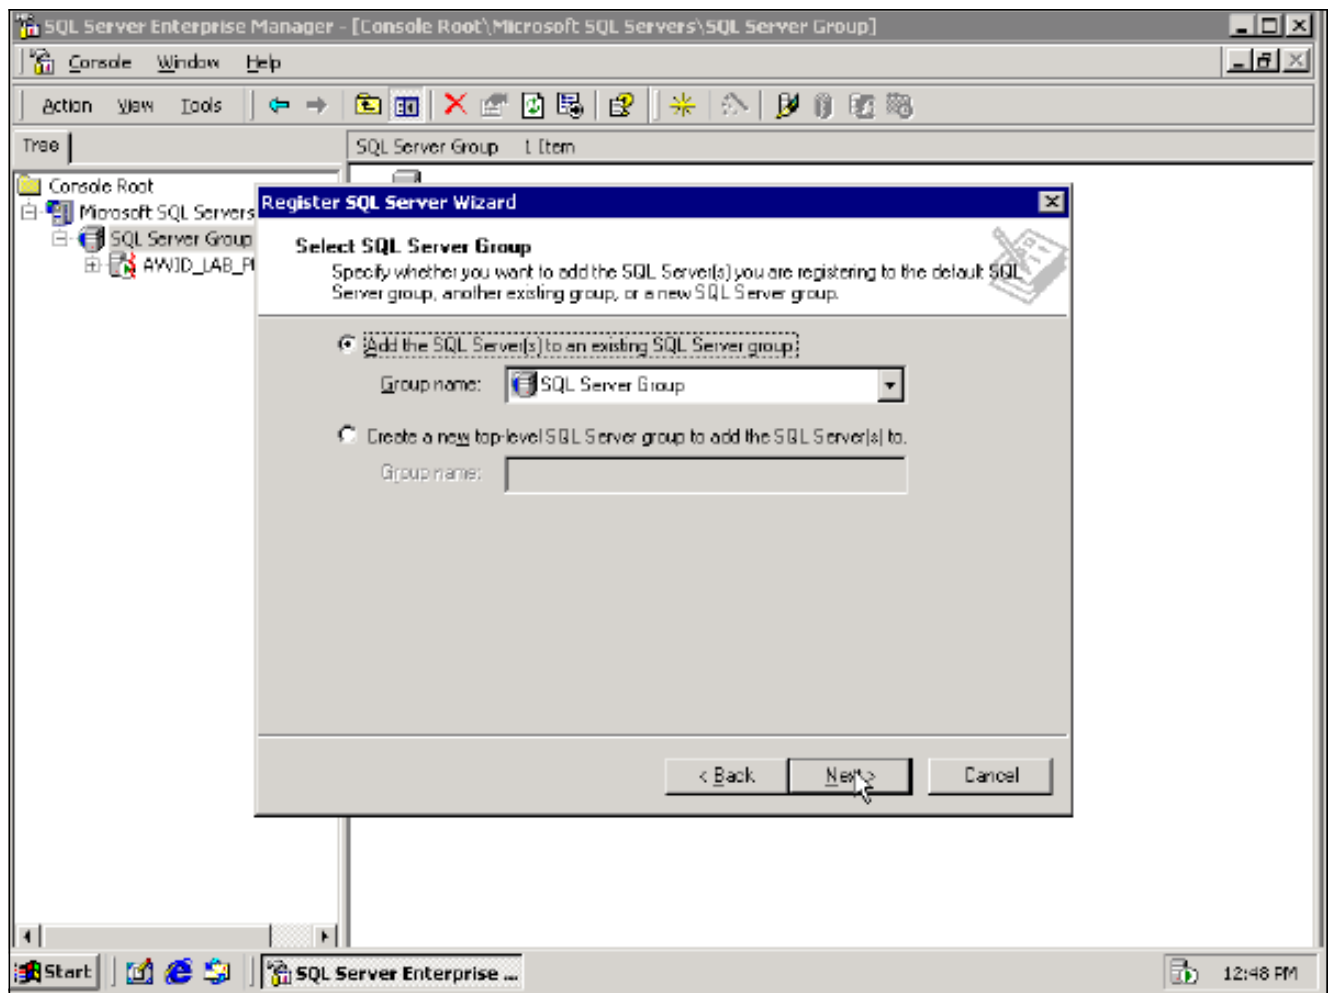 SQL Server Enterprise Manager - [Console Root\Microsoft SQL Servers\SQL Server Group]
Console Window Help
Action View Tools
Tree
SQL Server Group 1 Item
Console Root
Microsoft SQL Servers
SQL Server Group
AVVID_LAB_P
Register SQL Server Wizard
Select SQL Server Group
Specify whether you want to add the SQL Server(s) you are registering to the default SQL
Server group, another existing group, or a new SQL Server group.
Add the SQL Server(s) to an existing SQL Server group
Group name: SQL Server Group
Create a new top-level SQL Server group to add the SQL Server(s) to.
Group name:
< Back Next > Cancel
Start SQL Server Enterprise ... 12:48 PM